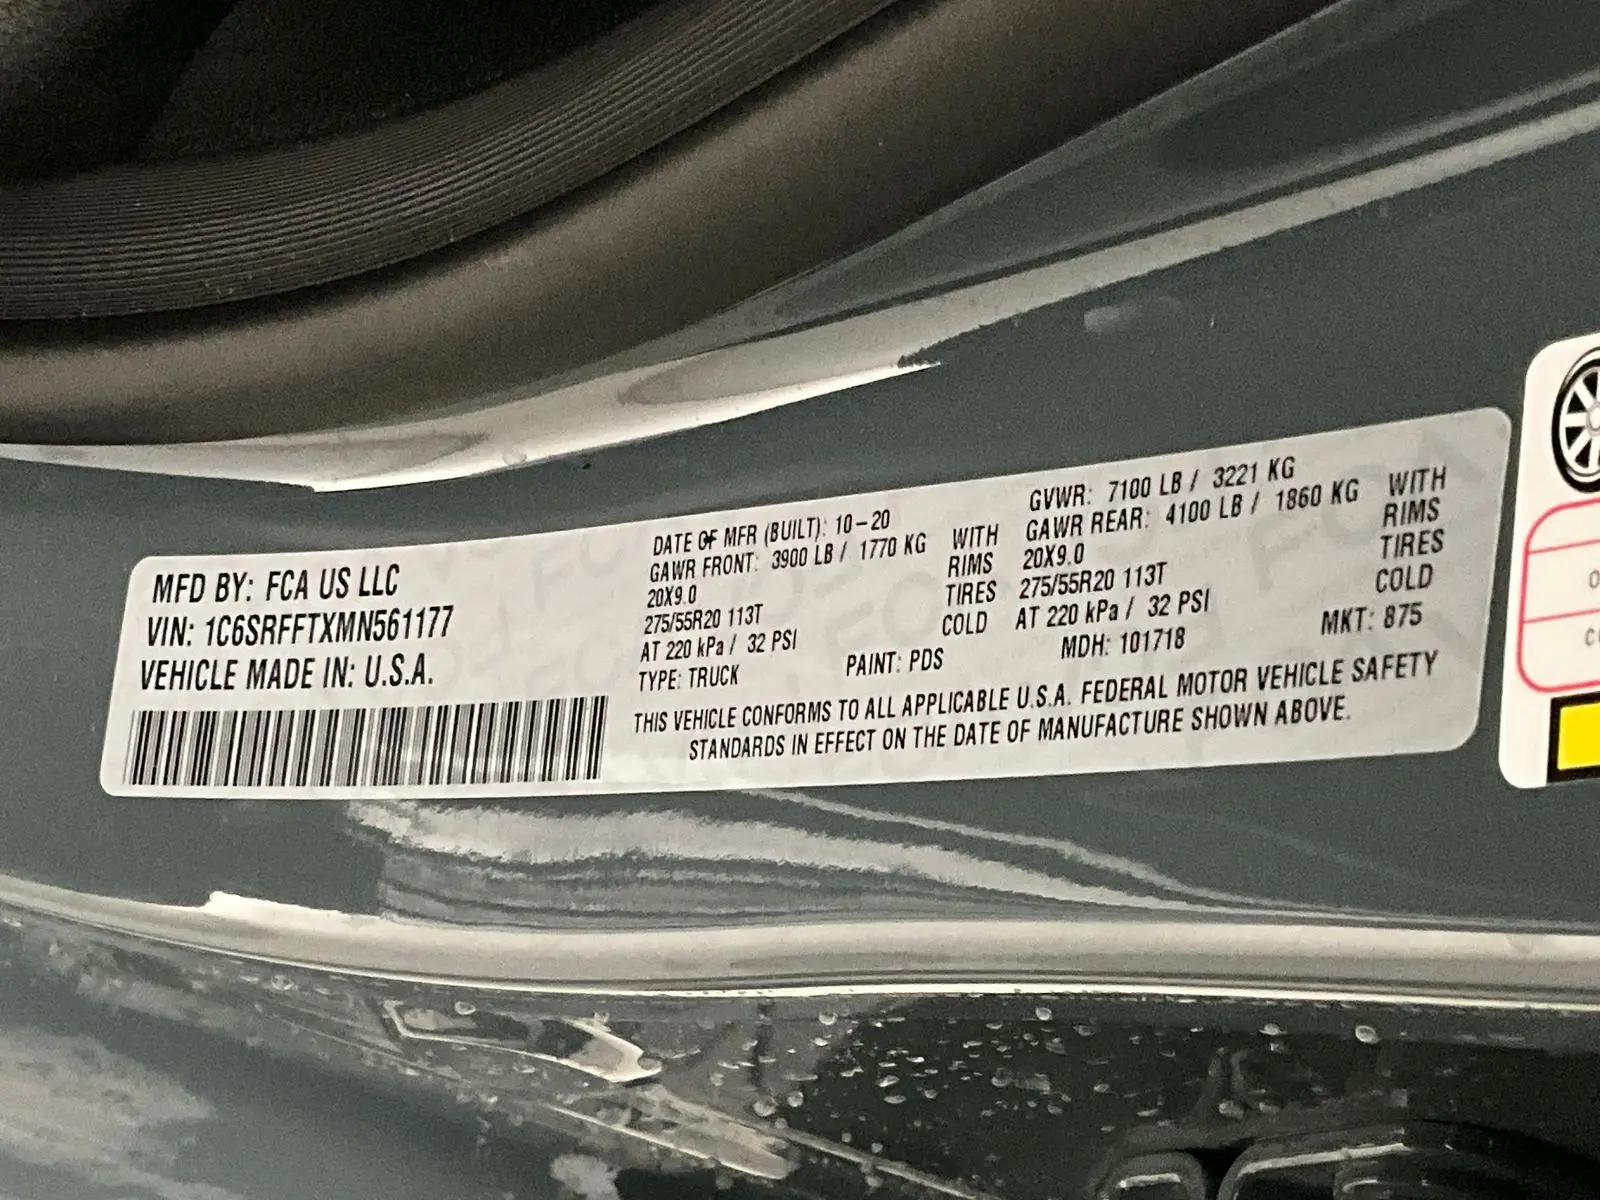 MFD BY: FCA US LLC
VIN: 1C6SRFFTXMN561177
VEHICLE MADE IN: U.S.A.
DATE OF MFR (BUILT): 10-20
GAWR FRONT: 3900 LB / 1770 KG WITH
20X9.0 RIMS
275/55R20 113T TIRES
AT 220 kPa / 32 PSI COLD
GVWR: 7100 LB / 3221 KG
GAWR REAR: 4100 LB / 1860 KG WITH
20X9.0 RIMS
275/55R20 113T TIRES
AT 220 kPa / 32 PSI COLD
TYPE: TRUCK PAINT: PDS MDH: 101718 MKT: 875
THIS VEHICLE CONFORMS TO ALL APPLICABLE U.S.A. FEDERAL MOTOR VEHICLE SAFETY
STANDARDS IN EFFECT ON THE DATE OF MANUFACTURE SHOWN ABOVE.